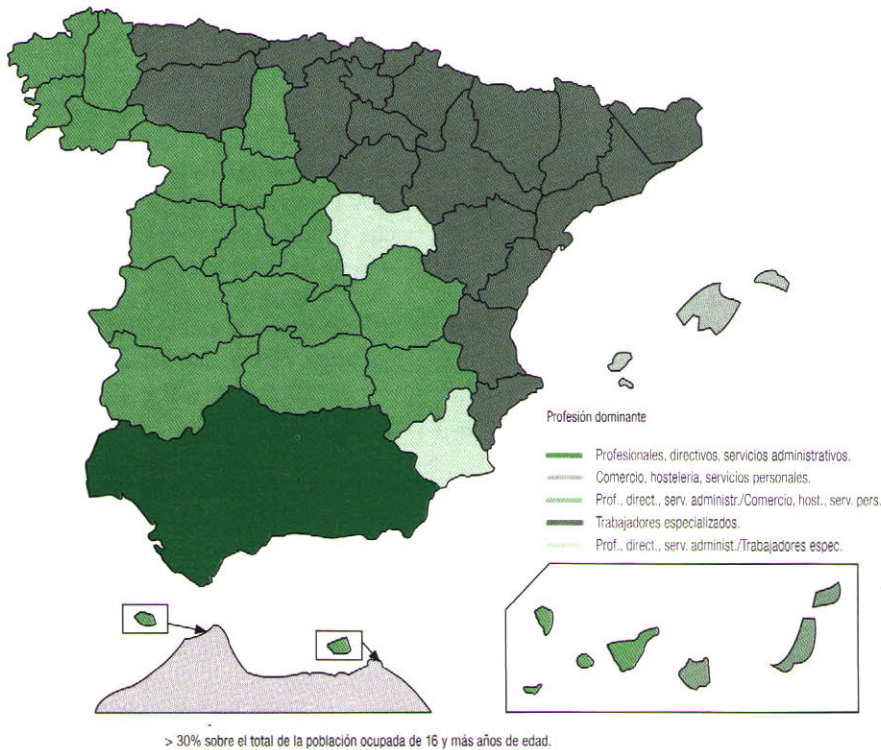 Profesión dominante
Profesionales, directivos, servicios administrativos.
Comercio, hostelería, servicios personales.
Prof., direct., serv. administr./Comercio, host., serv. pers.
Trabajadores especializados.
Prof., direct., serv. administ./Trabajadores espec.
> 30% sobre el total de la población ocupada de 16 y más años de edad.